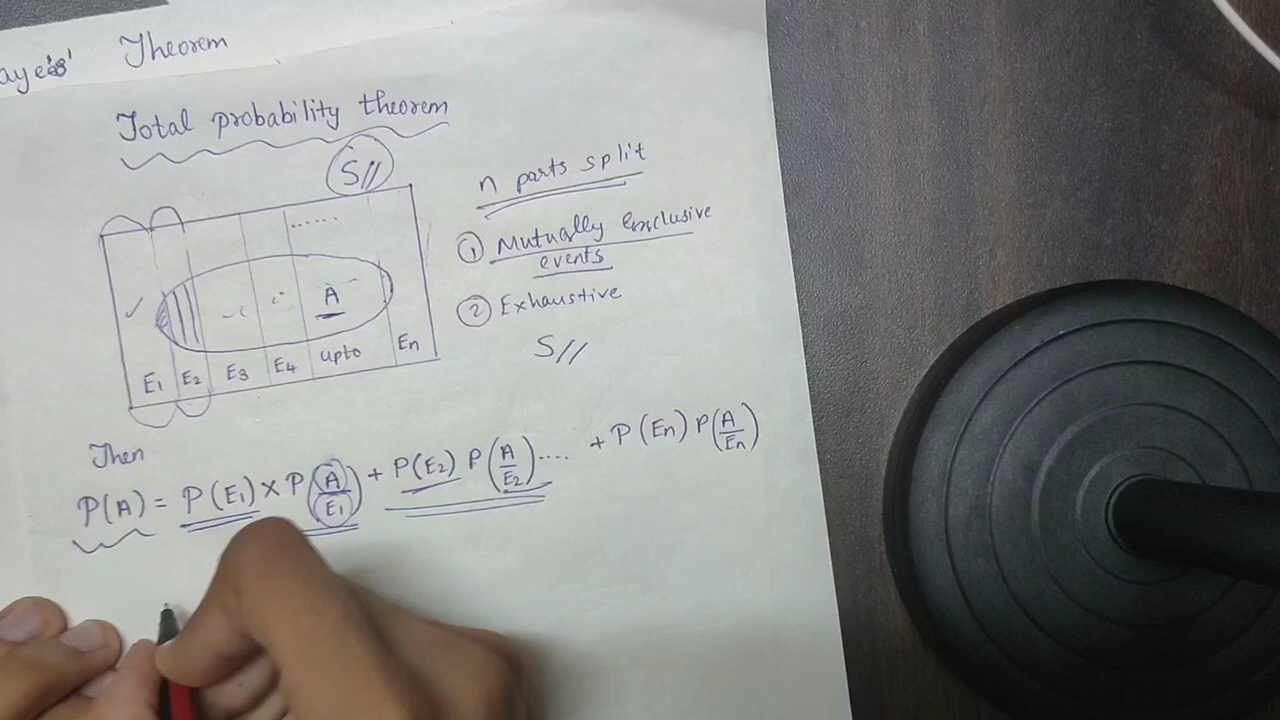 Theorem
Total probability theorem
S//
n parts split
① Mutually exclusive
events
② Exhaustive
S//
......
A
E1 E2 E3 E4 upto En
Then
P(A) = P(E1) × P(A/E1) + P(E2) P(A/E2).... + P(En) P(A/En)